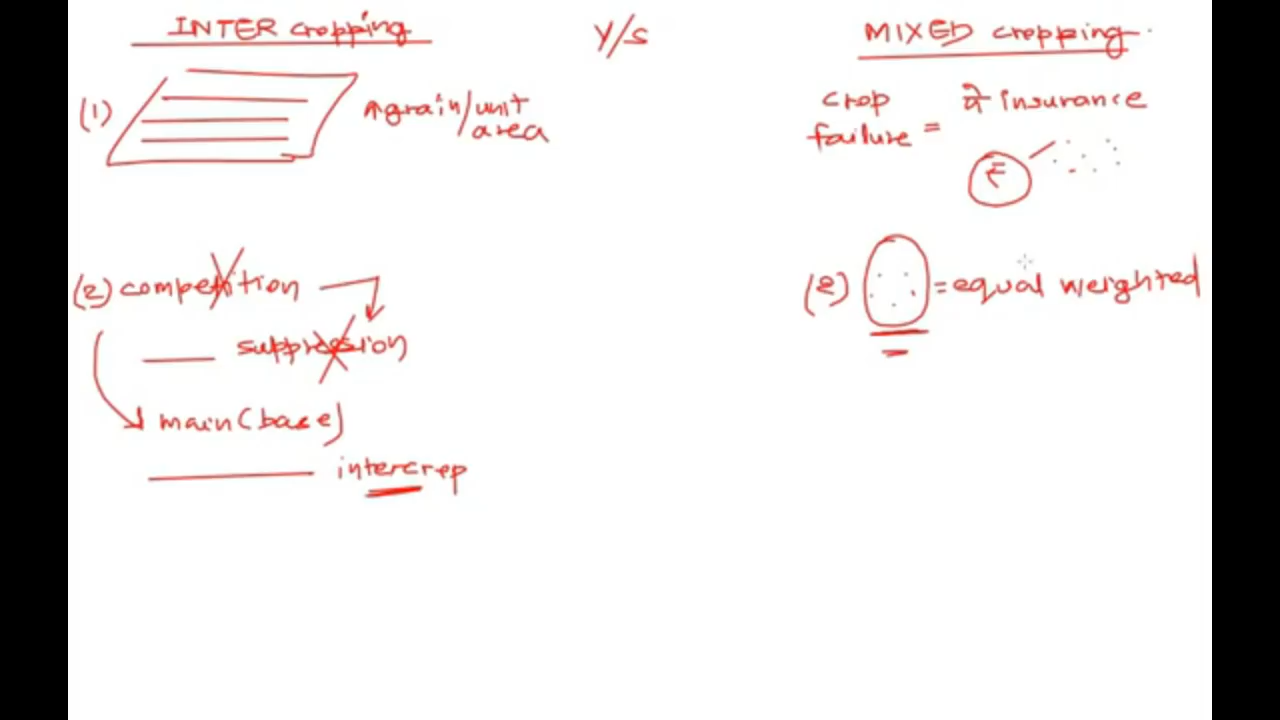 INTER cropping
Y/S
MIXED cropping
(1)
↑grain/unit
area
crop
failure =
insurance
₹
(2) competition
suppression
main (base)
intercrop
(2)
= equal weighted